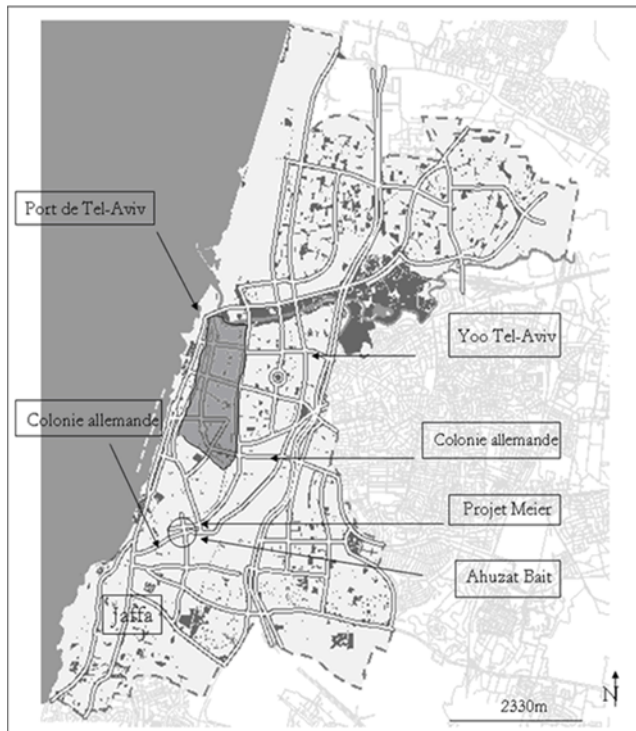 Port de Tel-Aviv
Yoo Tel-Aviv
Colonie allemande
Colonie allemande
Projet Meier
Ahuzat Bait
Jaffa
N
2330m